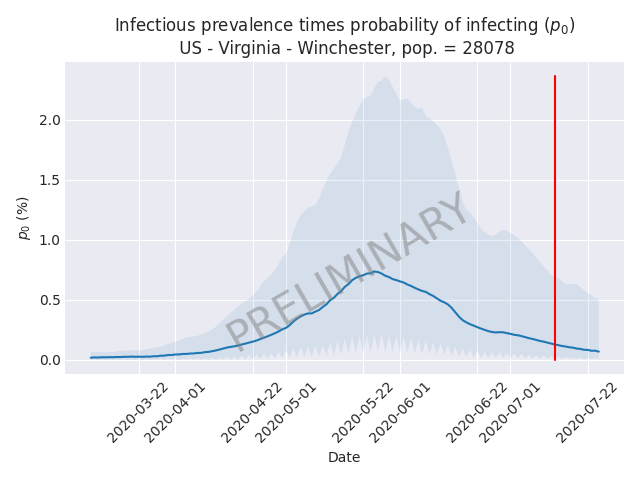 Infectious prevalence times probability of infecting (p₀)
US - Virginia - Winchester, pop. = 28078
2.0
1.5
1.0
0.5
0.0
p₀ (%)
PRELIMINARY
2020-03-22
2020-04-01
2020-04-22
2020-05-01
2020-05-22
2020-06-01
2020-06-22
2020-07-01
2020-07-22
Date